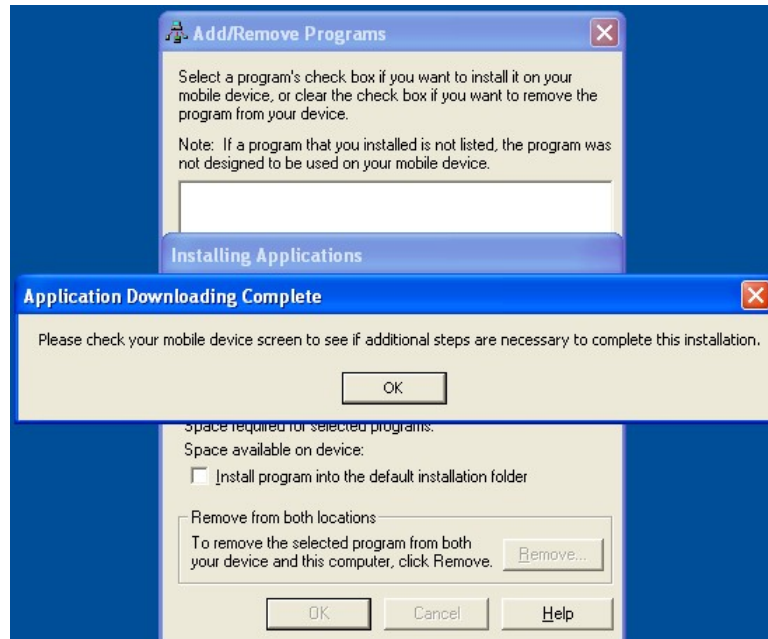 Add/Remove Programs
Select a program's check box if you want to install it on your
mobile device, or clear the check box if you want to remove the
program from your device.
Note: If a program that you installed is not listed, the program was
not designed to be used on your mobile device.
Installing Applications
Application Downloading Complete
Please check your mobile device screen to see if additional steps are necessary to complete this installation.
OK
Space required for selected programs:
Space available on device:
Install program into the default installation folder
Remove from both locations
To remove the selected program from both
your device and this computer, click Remove.
Remove...
OK
Cancel
Help